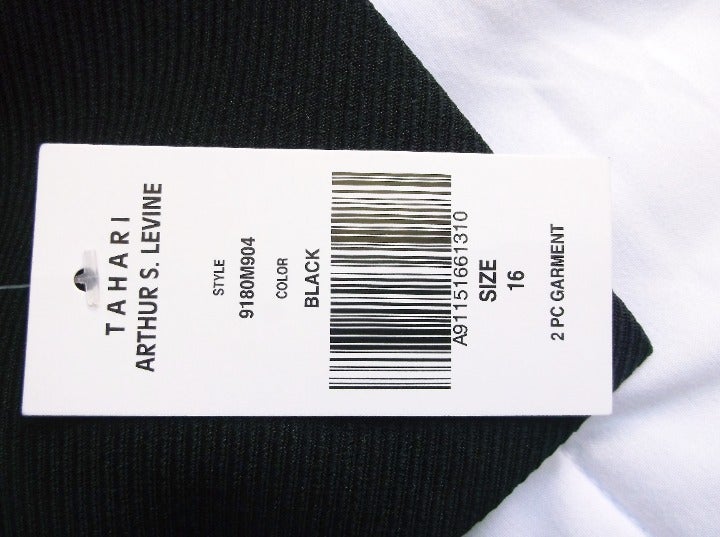 TAHARI
ARTHUR S. LEVINE
STYLE
9180M904
COLOR
BLACK
A91151661310
SIZE
16
2 PC GARMENT